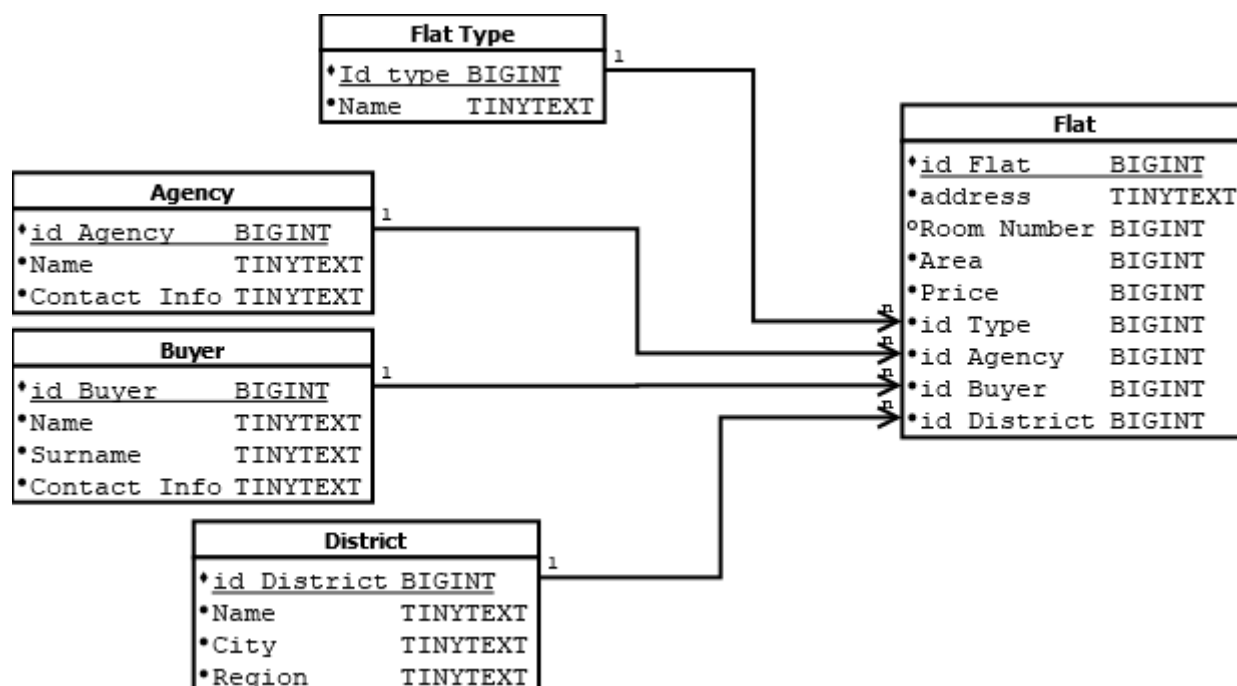 Flat Type
1
Id type BIGINT
Name TINYTEXT
Flat
id Flat BIGINT
address TINYTEXT
Room Number BIGINT
Area BIGINT
Price BIGINT
id Type BIGINT
id Agency BIGINT
id Buyer BIGINT
id District BIGINT
n
n
n
n
Agency
1
id Agency BIGINT
Name TINYTEXT
Contact Info TINYTEXT
Buyer
1
id Buyer BIGINT
Name TINYTEXT
Surname TINYTEXT
Contact Info TINYTEXT
District
1
id District BIGINT
Name TINYTEXT
City TINYTEXT
Region TINYTEXT